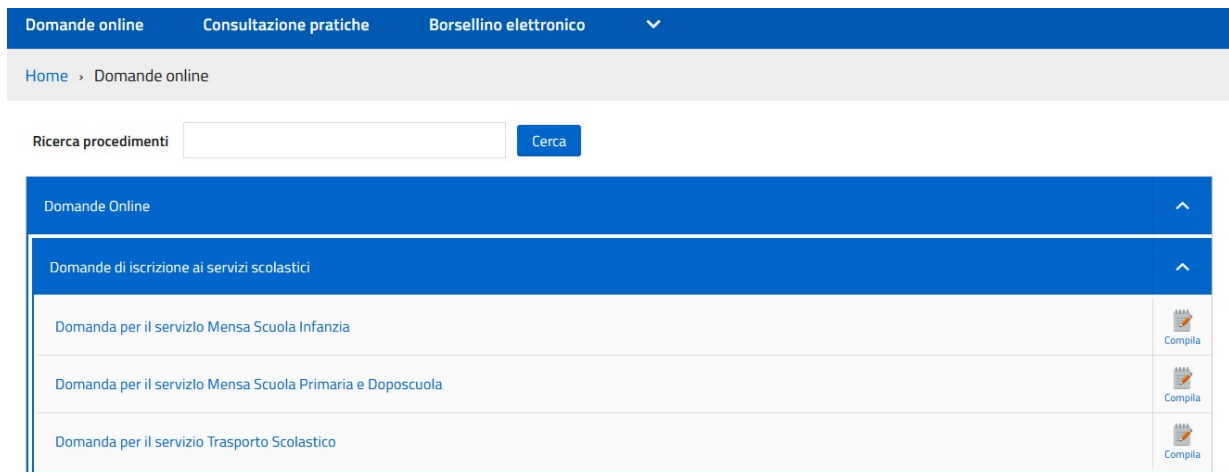 Domande online Consultazione pratiche Borsellino elettronico
Home › Domande online
Ricerca procedimenti Cerca
Domande Online
Domande di iscrizione ai servizi scolastici
Domanda per il servizIo Mensa Scuola Infanzia
Compila
Domanda per il servizIo Mensa Scuola Primaria e Doposcuola
Compila
Domanda per il servizio Trasporto Scolastico
Compila